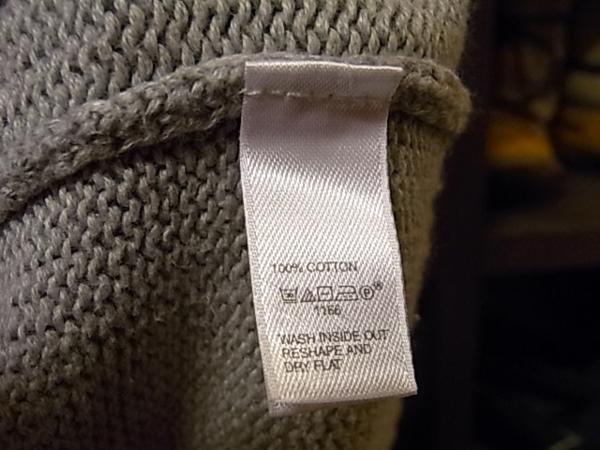 100% COTTON
1166
WASH INSIDE OUT
RESHAPE AND
DRY FLAT